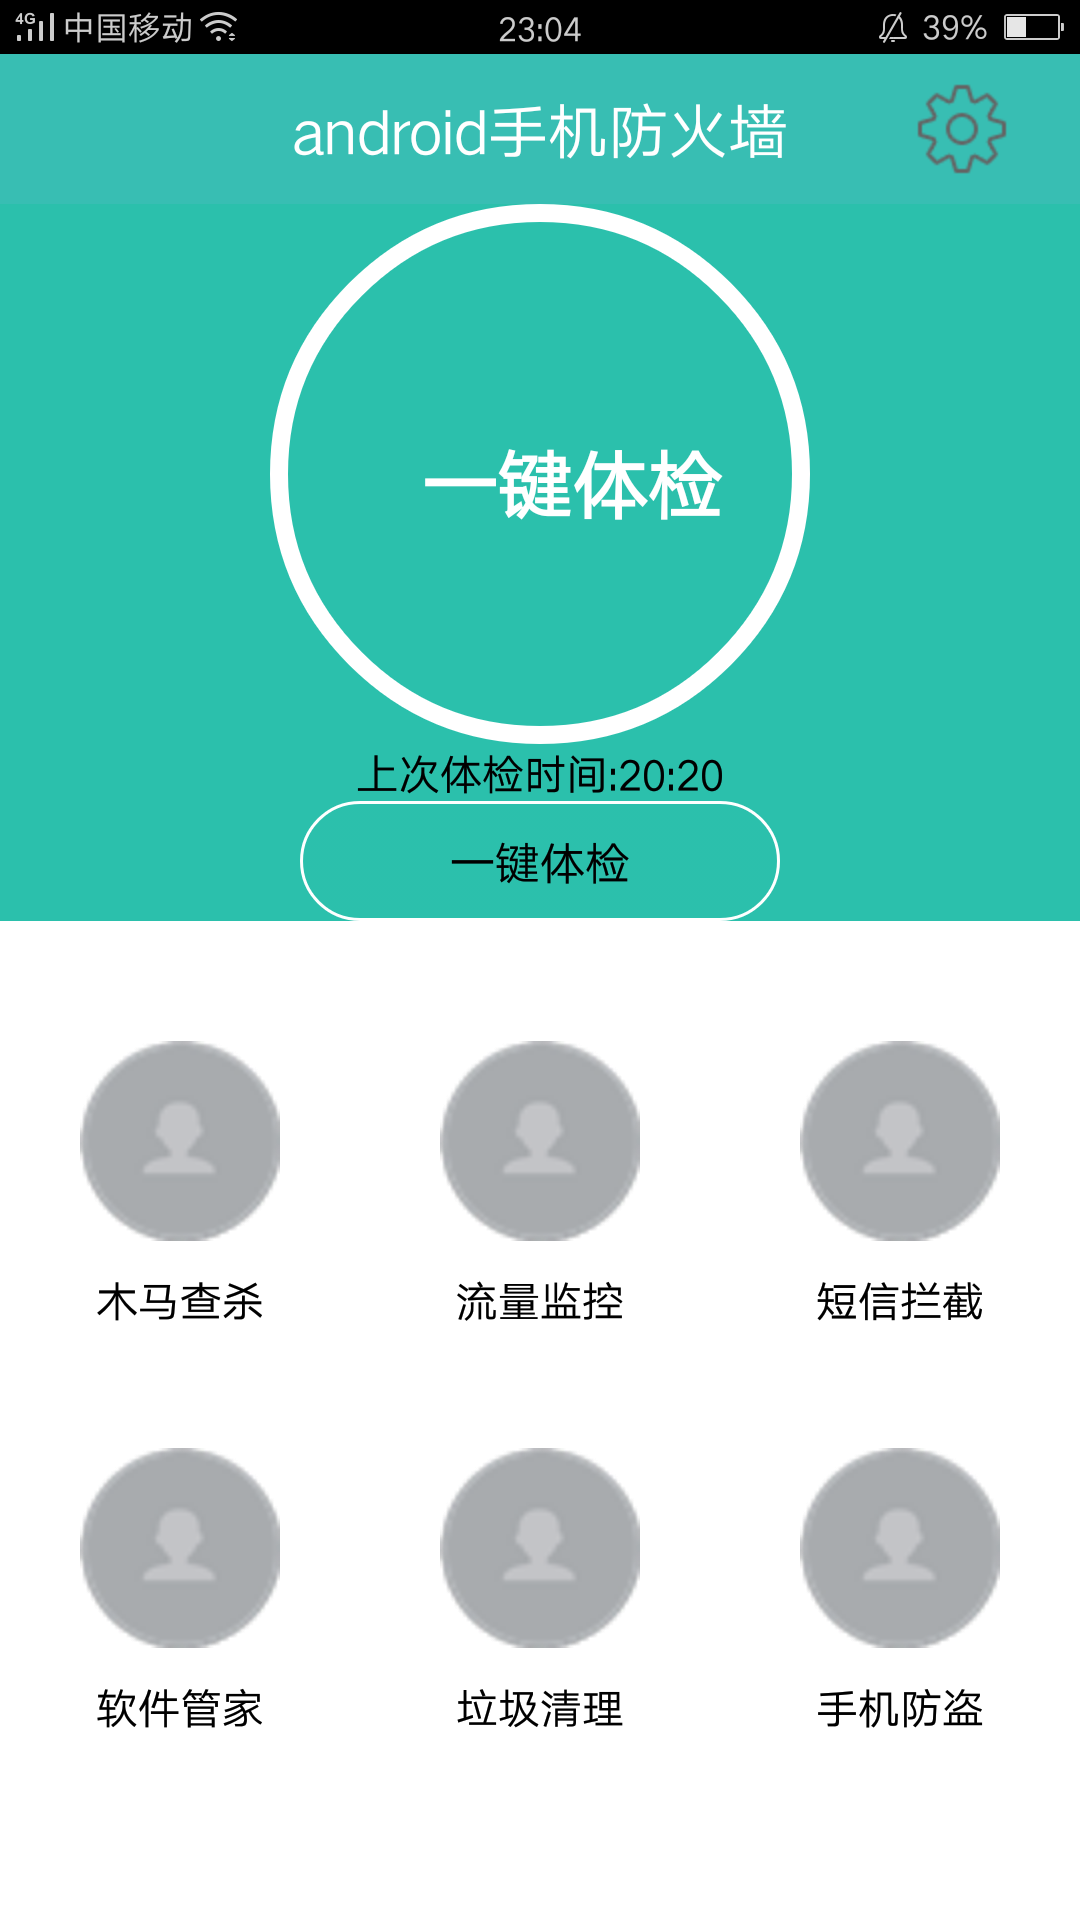 4G 中国移动 23:04 39%
android手机防火墙
一键体检
上次体检时间:20:20
一键体检
木马查杀 流量监控 短信拦截
软件管家 垃圾清理 手机防盗